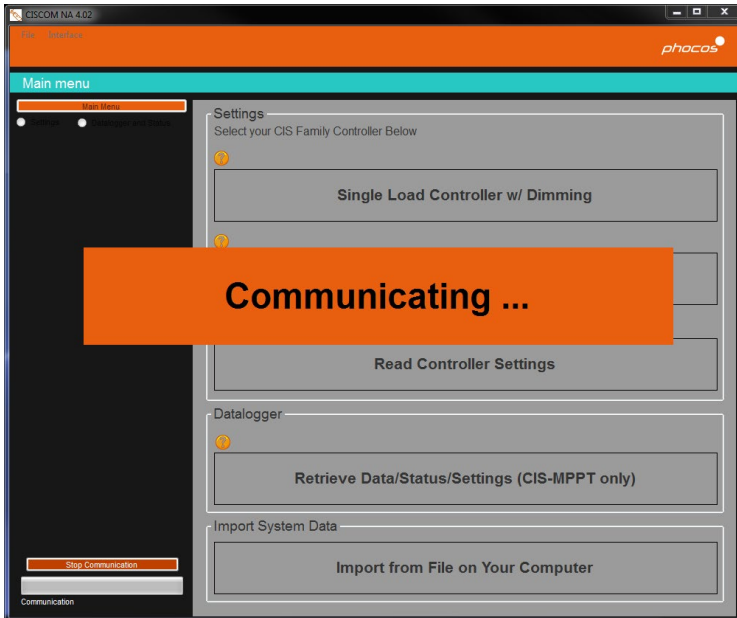 CISCOM NA 4.02
File Interface
phocos
Main menu
Main Menu
Settings Datalogger and Status
Settings
Select your CIS Family Controller Below
Single Load Controller w/ Dimming
Communicating ...
Read Controller Settings
Datalogger
Retrieve Data/Status/Settings (CIS-MPPT only)
Import System Data
Import from File on Your Computer
Stop Communication
Communication